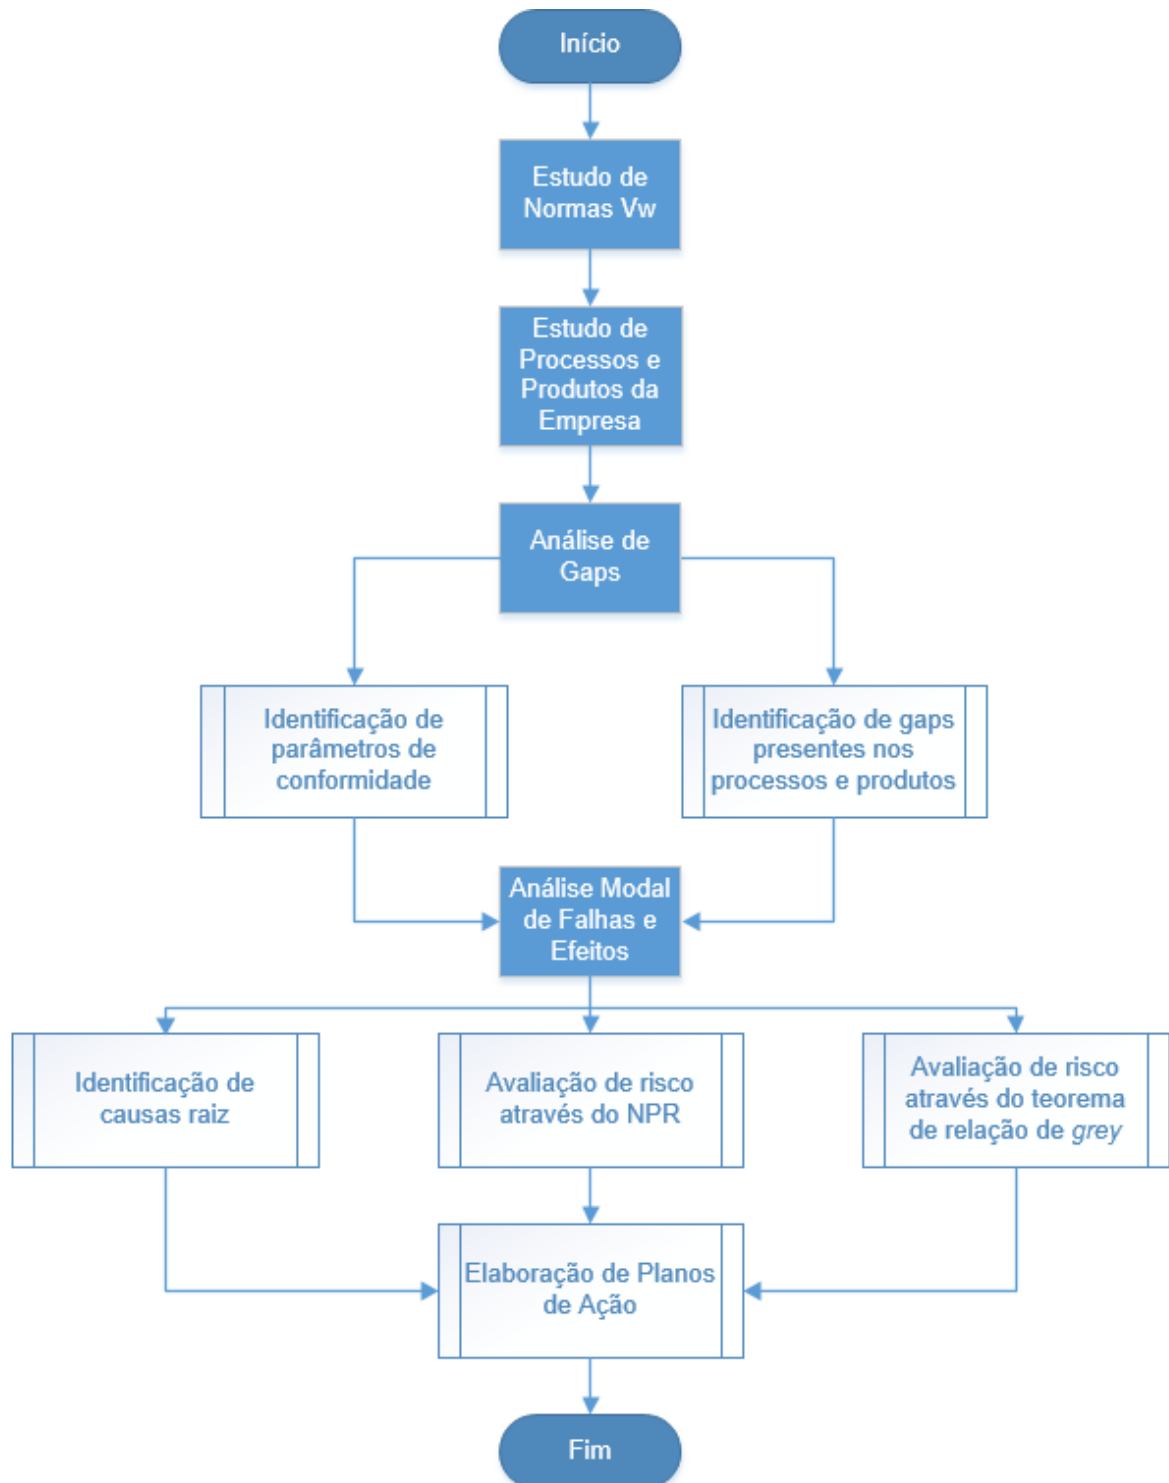 Início
Estudo de
Normas Vw
Estudo de
Processos e
Produtos da
Empresa
Análise de
Gaps
Identificação de
parâmetros de
conformidade
Identificação de gaps
presentes nos
processos e produtos
Análise Modal
de Falhas e
Efeitos
Identificação de
causas raiz
Avaliação de risco
através do NPR
Avaliação de risco
através do teorema
de relação de grey
Elaboração de Planos
de Ação
Fim